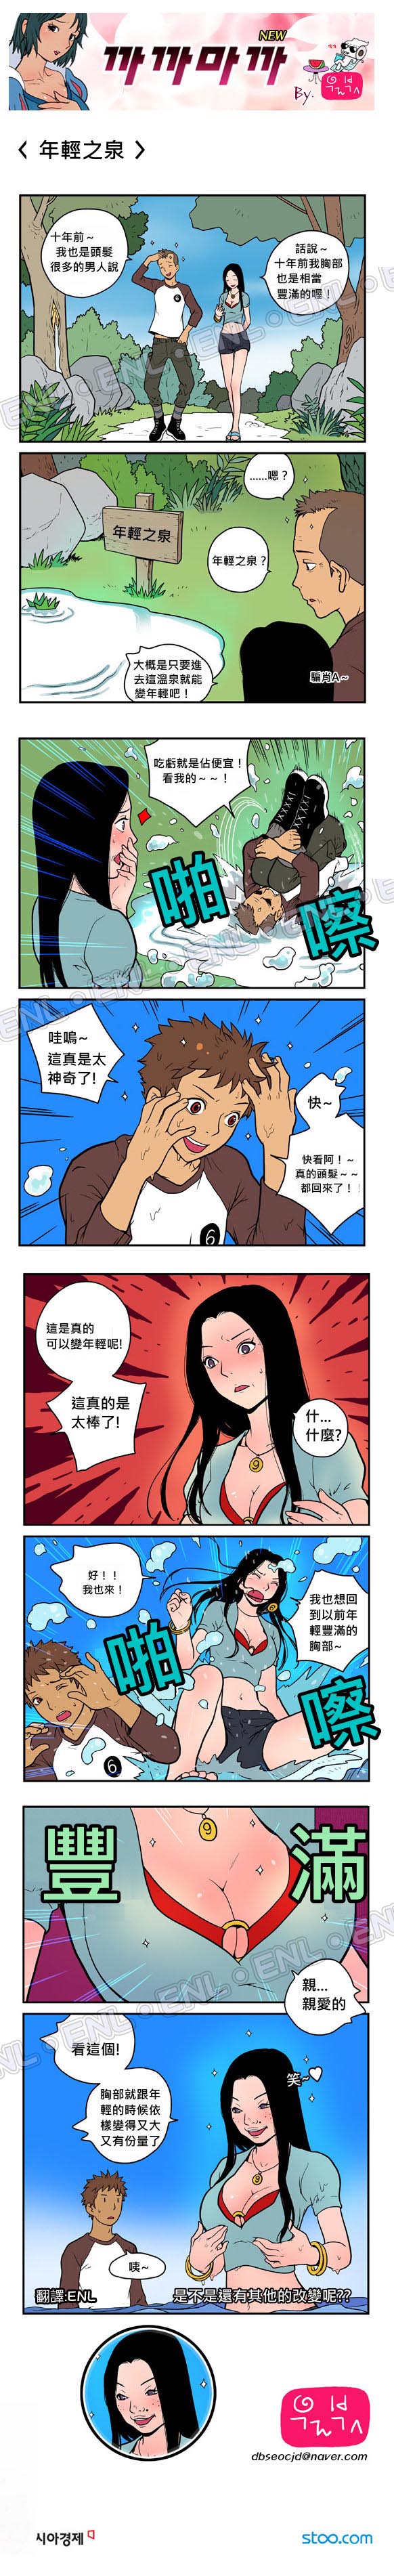 까까마까
NEW
By.
윤서
〈 年輕之泉 〉
十年前～
我也是頭髮
很多的男人說
話說～
十年前我胸部
也是相當
豐滿的喔！
……嗯？
年輕之泉
年輕之泉？
大概是只要進
去這溫泉就能
變年輕吧！
騙肖A～
吃虧就是佔便宜！
看我的～～！
啪
嚓
哇嗚~
這真是太
神奇了!
快~
快看阿！～
真的頭髮～～
都回來了！！
這是真的
可以變年輕呢!
這真的是
太棒了!
什...
什麼?
好！！
我也來！
我也想回
到以前年
輕豐滿的
胸部~
啪
嚓
豐
滿
親...
親愛的
看這個!
笑~♥
胸部就跟年
輕的時候依
樣變得又大
又有份量了
咦~
翻譯:ENL
是不是還有其他的改變呢??
dbseocjd@naver.com
아시아경제
stoo.com
ENL